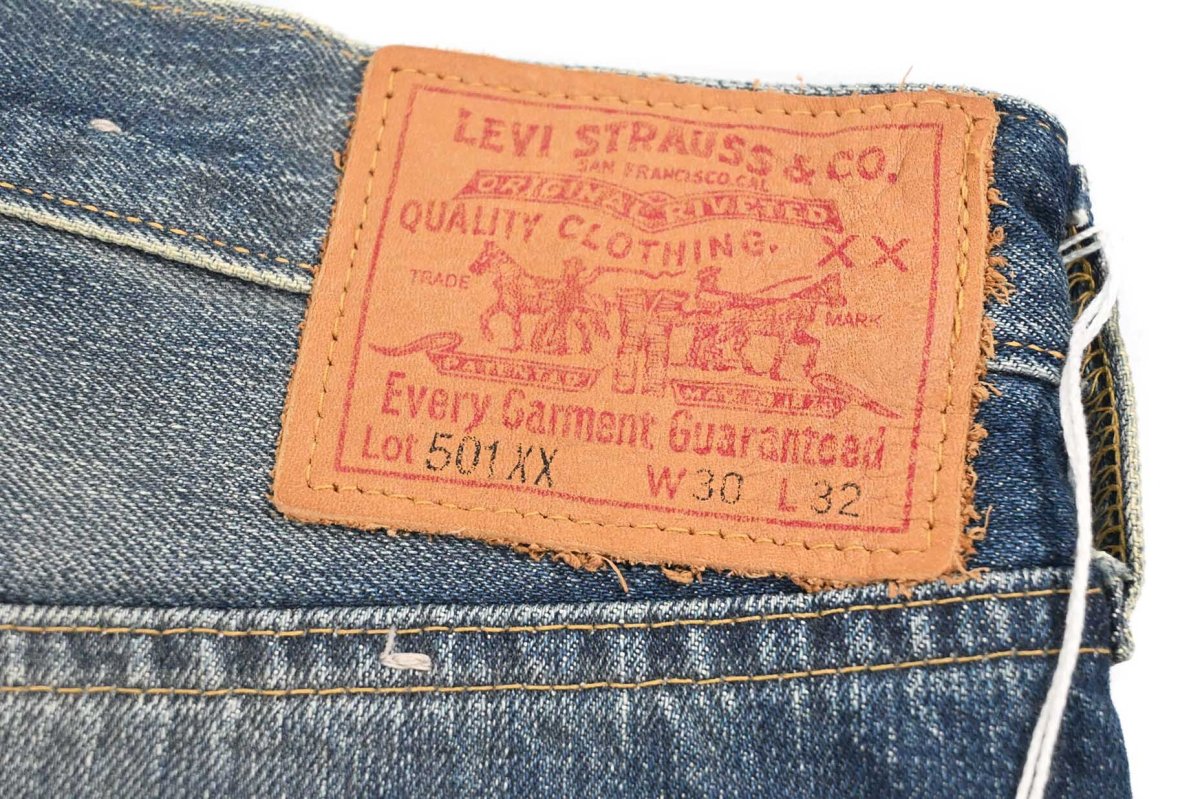 LEVI STRAUSS & CO.
SAN FRANCISCO, CAL
ORIGINAL RIVETED
QUALITY CLOTHING.
XX
TRADE MARK
PATENTED
Every Garment Guaranteed
Lot 501XX W30 L32